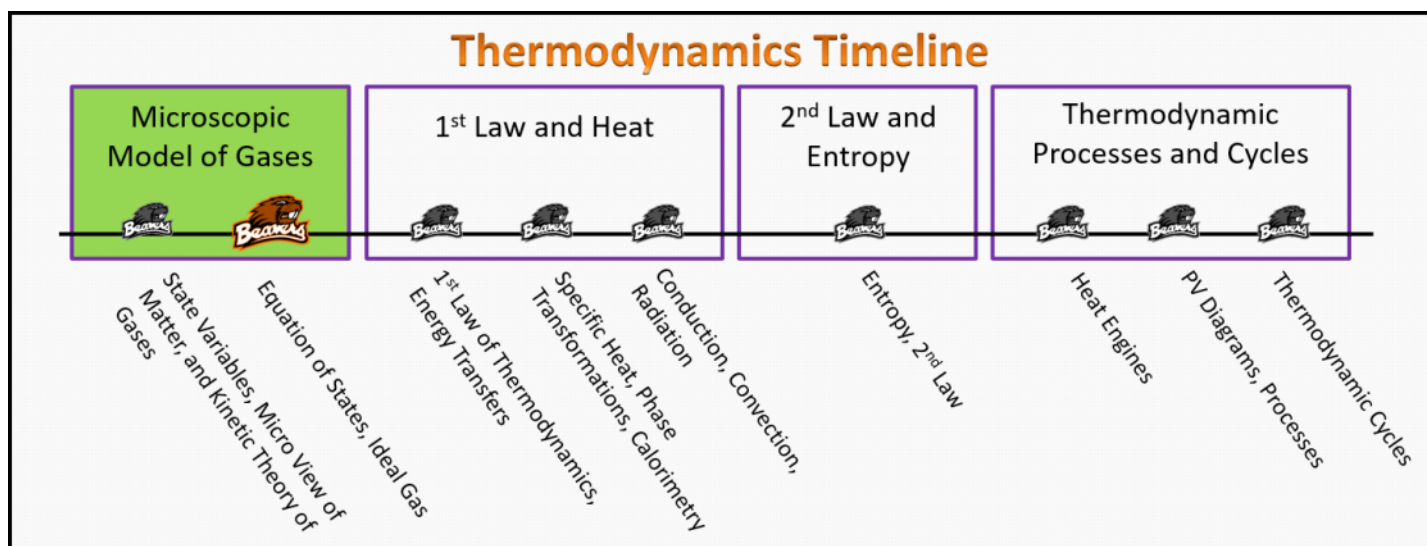 Thermodynamics Timeline
Microscopic
Model of Gases
1st Law and Heat
2nd Law and
Entropy
Thermodynamic
Processes and Cycles
Beavers
Beavers
Beavers
Beavers
Beavers
Beavers
Beavers
Beavers
Beavers
State Variables, Micro View of
Matter, and Kinetic Theory of
Gases
Equation of States, Ideal Gas
1st Law of Thermodynamics,
Energy Transfers
Specific Heat, Phase
Transformations, Calorimetry
Conduction, Convection,
Radiation
Entropy, 2nd Law
Heat Engines
PV Diagrams, Processes
Thermodynamic Cycles